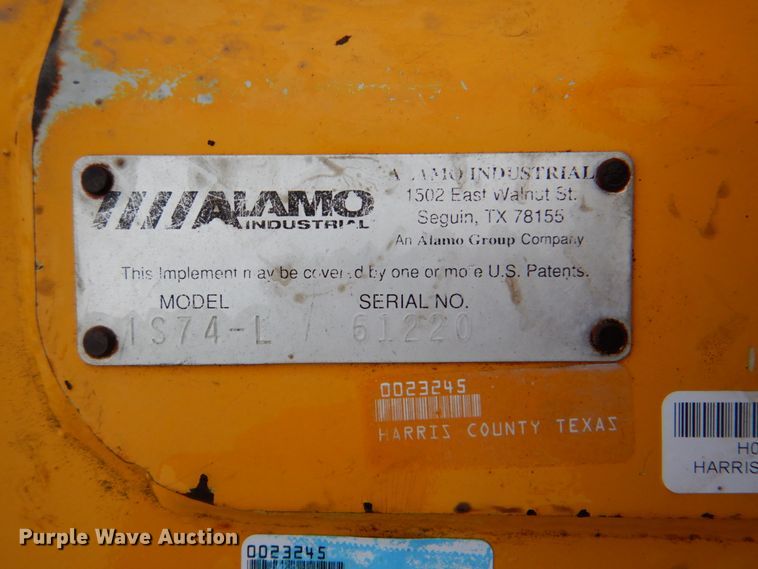 ALAMO INDUSTRIAL
1502 East Walnut St.
Seguin, TX 78155
An Alamo Group Company
ALAMO
INDUSTRIAL
This Implement may be covered by one or more U.S. Patents.
MODEL SERIAL NO.
1S74-L / 61220
0023245
HARRIS COUNTY TEXAS
HO
HARRIS
Purple Wave Auction
0023245